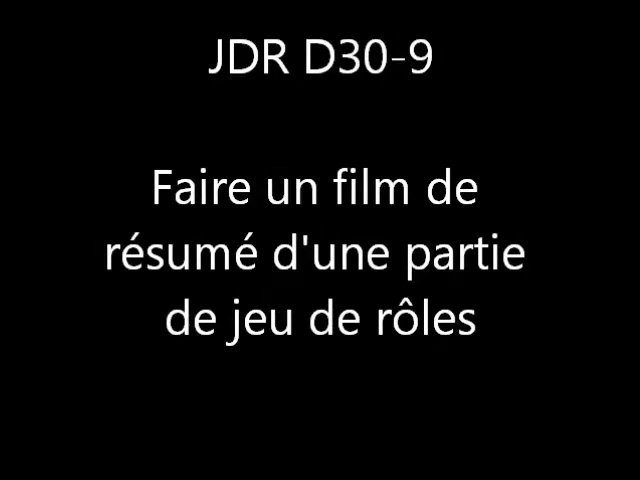 JDR D30-9
Faire un film de
résumé d'une partie
de jeu de rôles